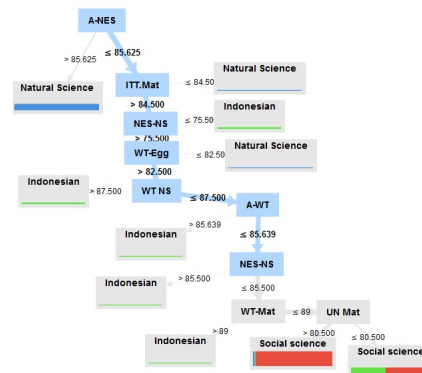 A-NES
> 85.625
≤ 85.625
Natural Science
ITT.Mat
≤ 84.50
Natural Science
> 84.500
Indonesian
NES-NS
≤ 75.50
> 75.500
Natural Science
WT-Egg
≤ 82.50
> 82.500
Indonesian
> 87.500
WT NS
≤ 87.500
A-WT
> 85.639
Indonesian
≤ 85.639
NES-NS
> 85.500
Indonesian
≤ 85.500
WT-Mat
≤ 89
UN Mat
> 89
Indonesian
> 80.500
≤ 80.500
Social science
Social science